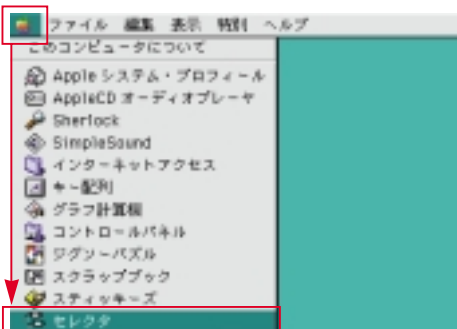 ファイル 編集 表示 特別 ヘルプ
このコンピュータについて
Apple システム・プロフィール
AppleCD オーディオプレーヤ
Sherlock
SimpleSound
インターネットアクセス
キー配列
グラフ計算機
コントロールパネル
ジグソーパズル
スクラップブック
スティッキーズ
セレクタ